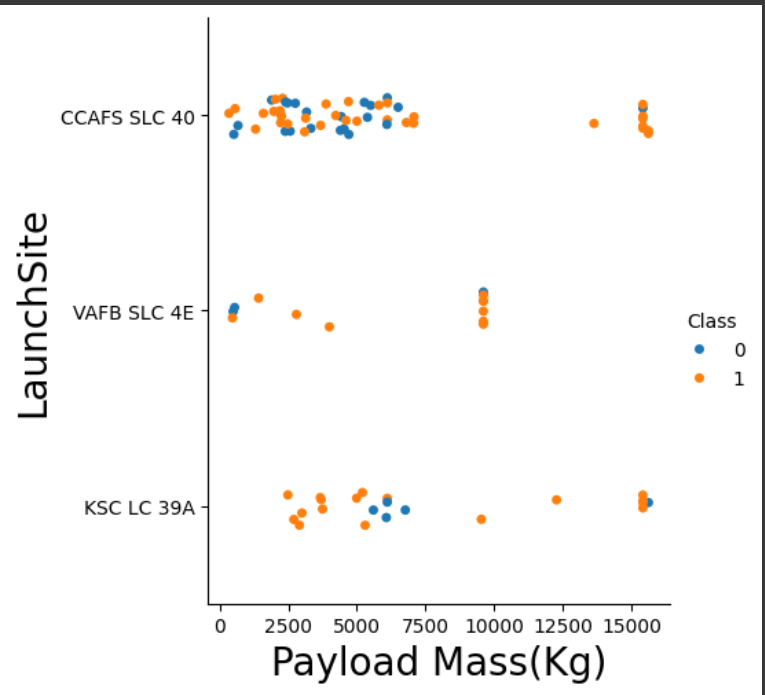 CCAFS SLC 40
VAFB SLC 4E
KSC LC 39A
LaunchSite
0 2500 5000 7500 10000 12500 15000
Payload Mass(Kg)
Class
0
1